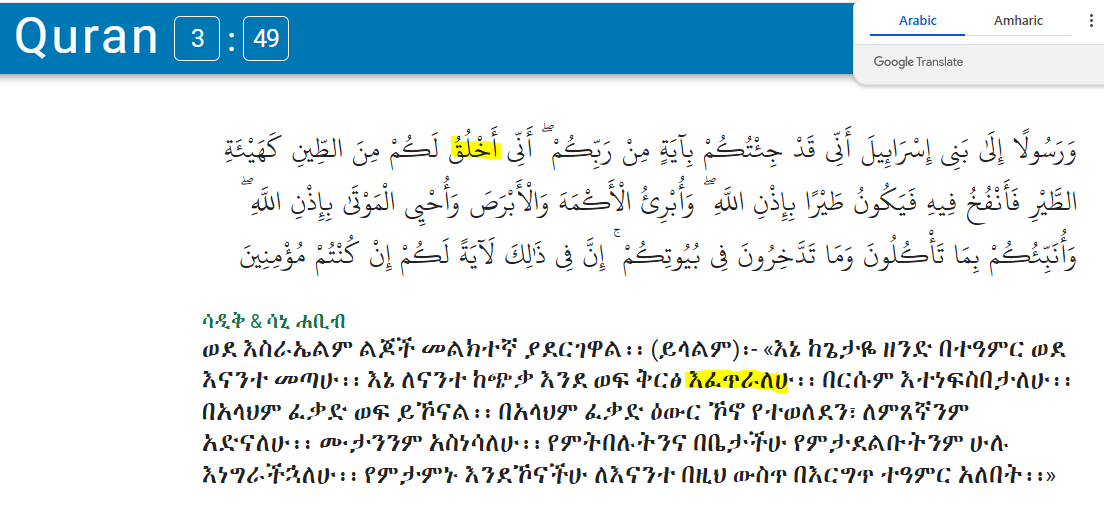 Quran 3 : 49
Arabic Amharic
Google Translate
وَرَسُولًا إِلَىٰ بَنِي إِسْرَائِيلَ أَنِّي قَدْ جِئْتُكُمْ بِآيَةٍ مِنْ رَبِّكُمْ ۖ أَنِّي أَخْلُقُ لَكُمْ مِنَ الطِّينِ كَهَيْئَةِ
الطَّيْرِ فَأَنْفُخُ فِيهِ فَيَكُونُ طَيْرًا بِإِذْنِ اللَّهِ ۖ وَأُبْرِئُ الْأَكْمَهَ وَالْأَبْرَصَ وَأُحْيِي الْمَوْتَىٰ بِإِذْنِ اللَّهِ ۖ
وَأُنَبِّئُكُمْ بِمَا تَأْكُلُونَ وَمَا تَدَّخِرُونَ فِي بُيُوتِكُمْ ۚ إِنَّ فِي ذَٰلِكَ لَآيَةً لَكُمْ إِنْ كُنْتُمْ مُؤْمِنِينَ
ሳዲቅ & ሳኒ ሐቢብ
ወደ እስራኤልም ልጆች መልክተኛ ያደርገዋል፡፡ (ይላልም)፡- «እኔ ከጌታዬ ዘንድ በተዓምር ወደ
እናንተ መጣሁ፡፡ እኔ ለናንተ ከጭቃ እንደ ወፍ ቅርፅ እፈጥራለሁ፡፡ በርሱም እተነፍስበታለሁ፡፡
በአላህም ፈቃድ ወፍ ይኾናል፡፡ በአላህም ፈቃድ ዕውር ኾኖ የተወለደን፣ ለምጸኛንም
አድናለሁ፡፡ ሙታንንም አስነሳለሁ፡፡ የምትበሉትንና በቤታችሁ የምታደልቡትንም ሁሉ
እነግራችኋለሁ፡፡ የምታምኑ እንደኾናችሁ ለእናንተ በዚህ ውስጥ በእርግጥ ተዓምር አለበት፡፡»